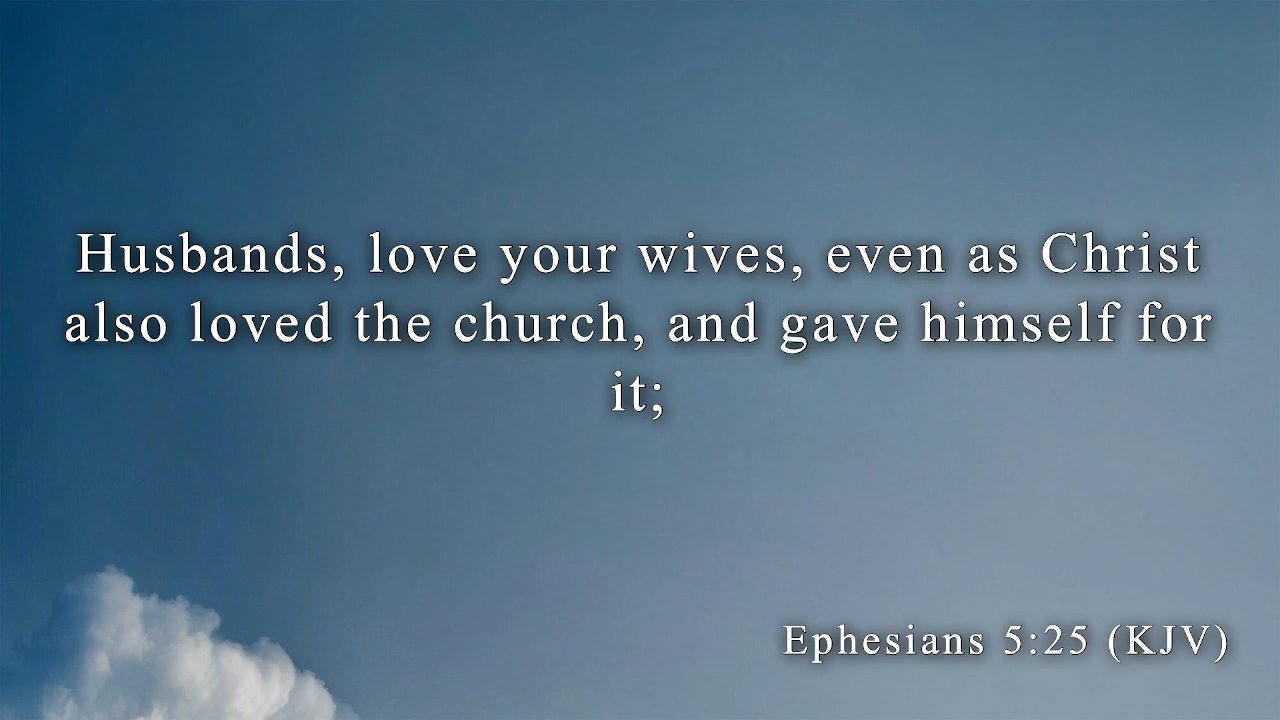 Husbands, love your wives, even as Christ
also loved the church, and gave himself for
it;
Ephesians 5:25 (KJV)